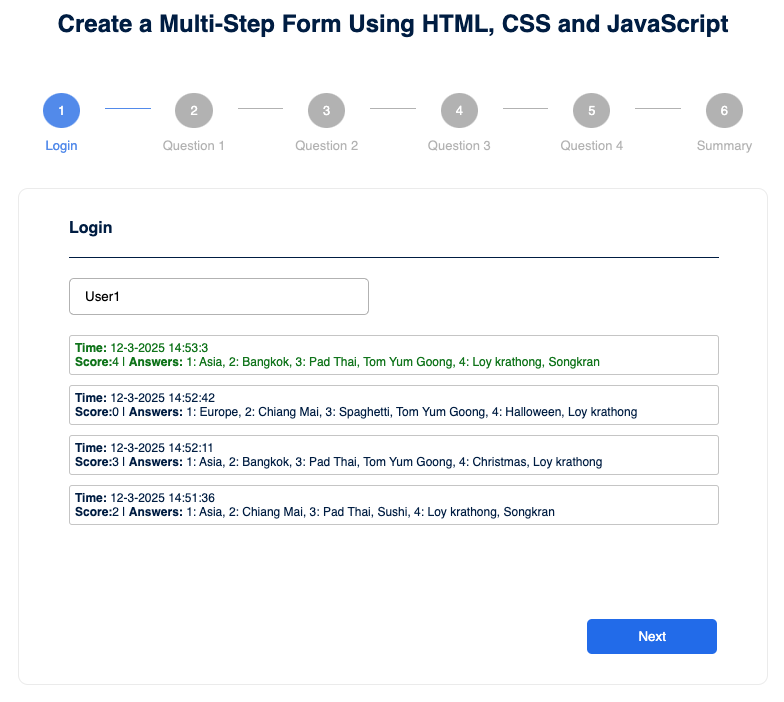 Create a Multi-Step Form Using HTML, CSS and JavaScript
1 2 3 4 5 6
Login Question 1 Question 2 Question 3 Question 4 Summary
Login
User1
Time: 12-3-2025 14:53:3
Score:4 | Answers: 1: Asia, 2: Bangkok, 3: Pad Thai, Tom Yum Goong, 4: Loy krathong, Songkran
Time: 12-3-2025 14:52:42
Score:0 | Answers: 1: Europe, 2: Chiang Mai, 3: Spaghetti, Tom Yum Goong, 4: Halloween, Loy krathong
Time: 12-3-2025 14:52:11
Score:3 | Answers: 1: Asia, 2: Bangkok, 3: Pad Thai, Tom Yum Goong, 4: Christmas, Loy krathong
Time: 12-3-2025 14:51:36
Score:2 | Answers: 1: Asia, 2: Chiang Mai, 3: Pad Thai, Sushi, 4: Loy krathong, Songkran
Next